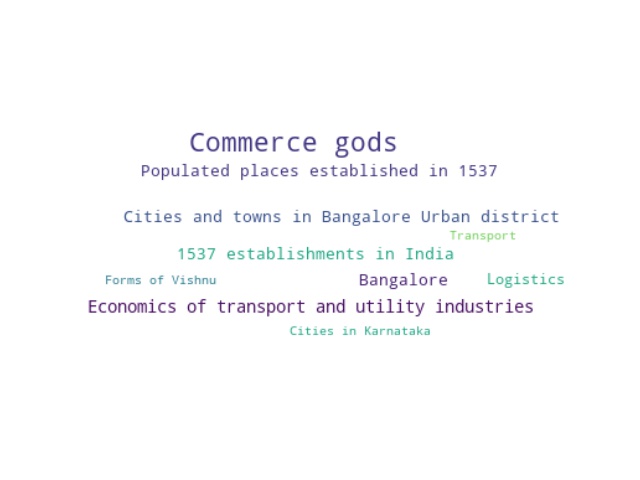 Commerce gods
Populated places established in 1537
Cities and towns in Bangalore Urban district
Transport
1537 establishments in India
Forms of Vishnu
Bangalore
Logistics
Economics of transport and utility industries
Cities in Karnataka